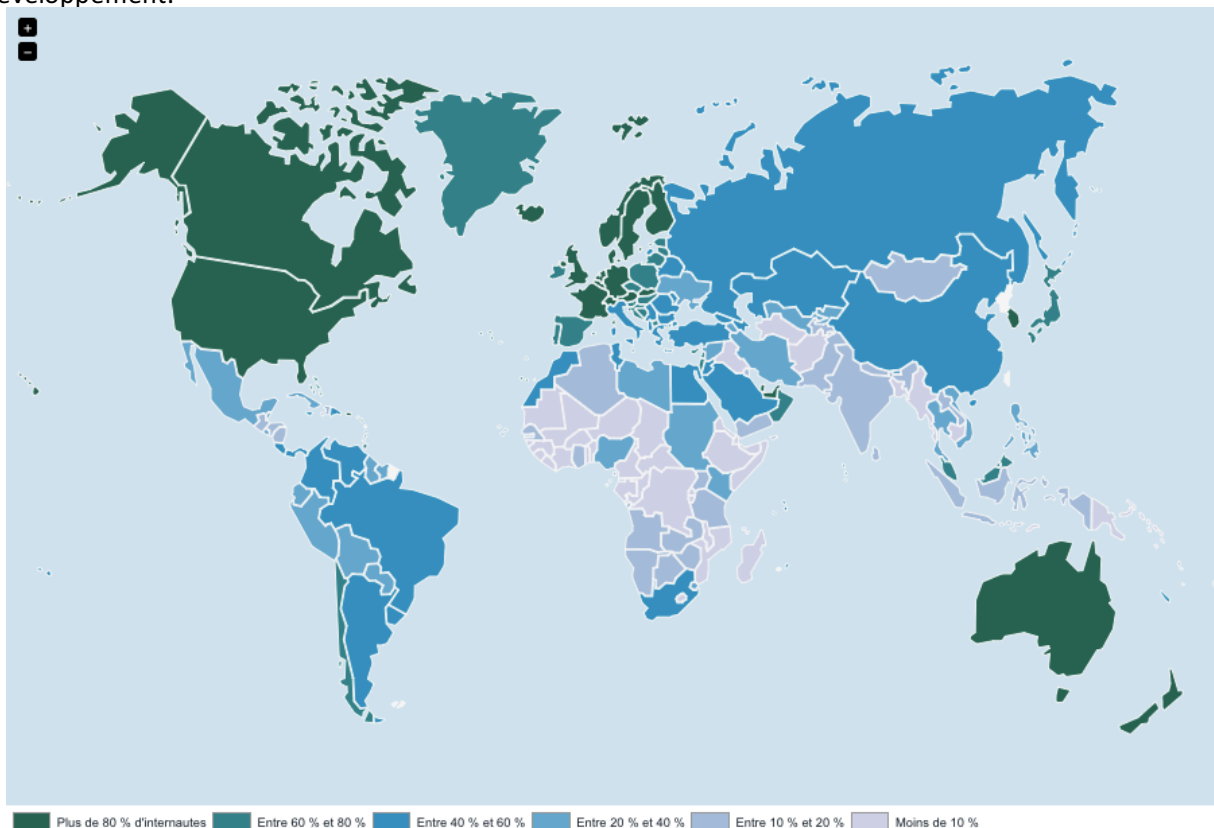 éveloppement.
+
−
Plus de 80 % d'internautes Entre 60 % et 80 % Entre 40 % et 60 % Entre 20 % et 40 % Entre 10 % et 20 % Moins de 10 %